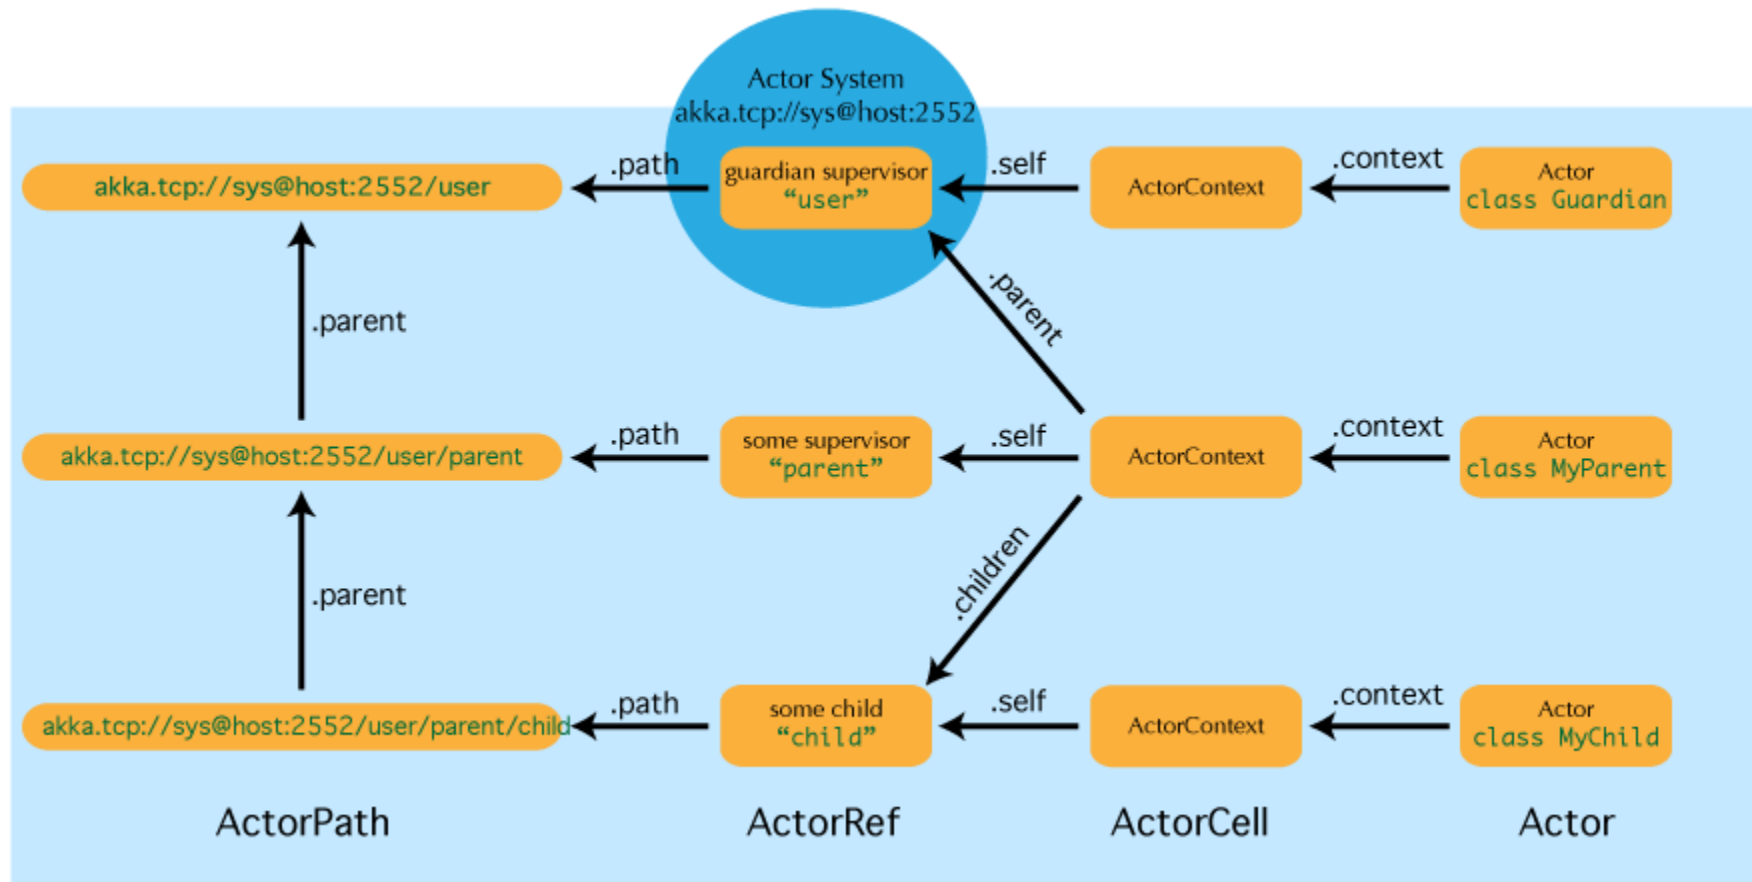 Actor System
akka.tcp://sys@host:2552
akka.tcp://sys@host:2552/user
.path
guardian supervisor
“user”
.self
ActorContext
.context
Actor
class Guardian
.parent
.parent
akka.tcp://sys@host:2552/user/parent
.path
some supervisor
“parent”
.self
ActorContext
.context
Actor
class MyParent
.parent
.children
akka.tcp://sys@host:2552/user/parent/child
.path
some child
“child”
.self
ActorContext
.context
Actor
class MyChild
ActorPath
ActorRef
ActorCell
Actor